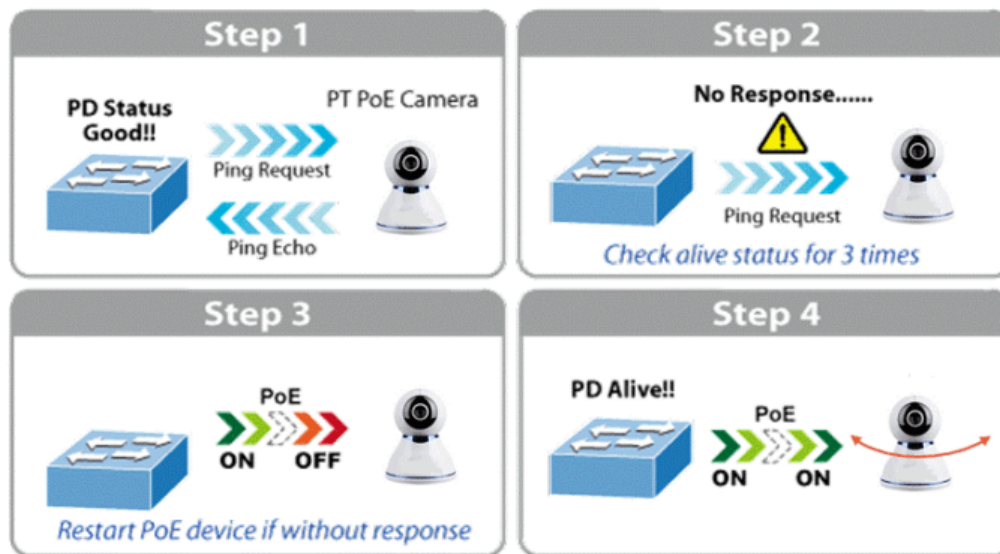 Step 1
PD Status
Good!!
PT PoE Camera
Ping Request
Ping Echo
Step 2
No Response......
Ping Request
Check alive status for 3 times
Step 3
PoE
ON OFF
Restart PoE device if without response
Step 4
PD Alive!!
PoE
ON ON